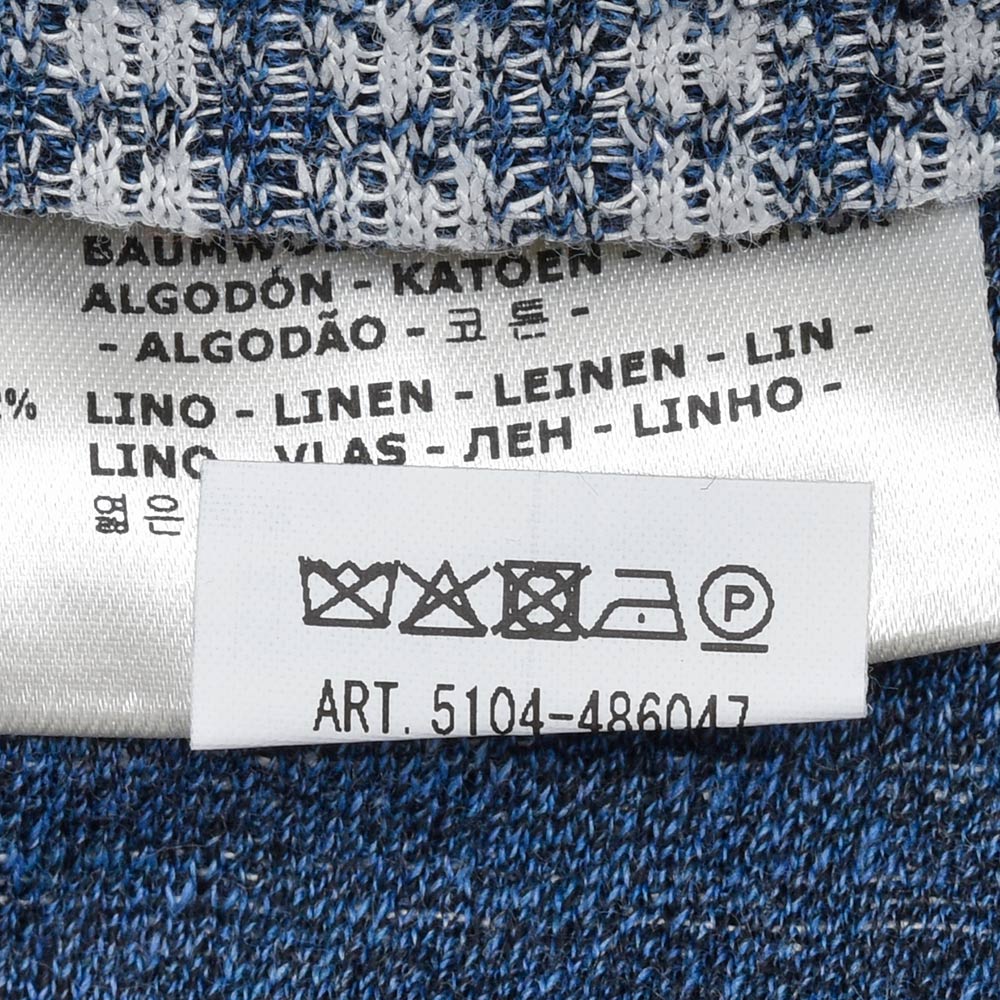 ALGODÓN - KATOEN -
- ALGODÃO - 코 튼 -
% LINO - LINEN - LEINEN - LIN -
LINO - VLAS - ЛЕН - LINHO -
P
ART. 5104-486047